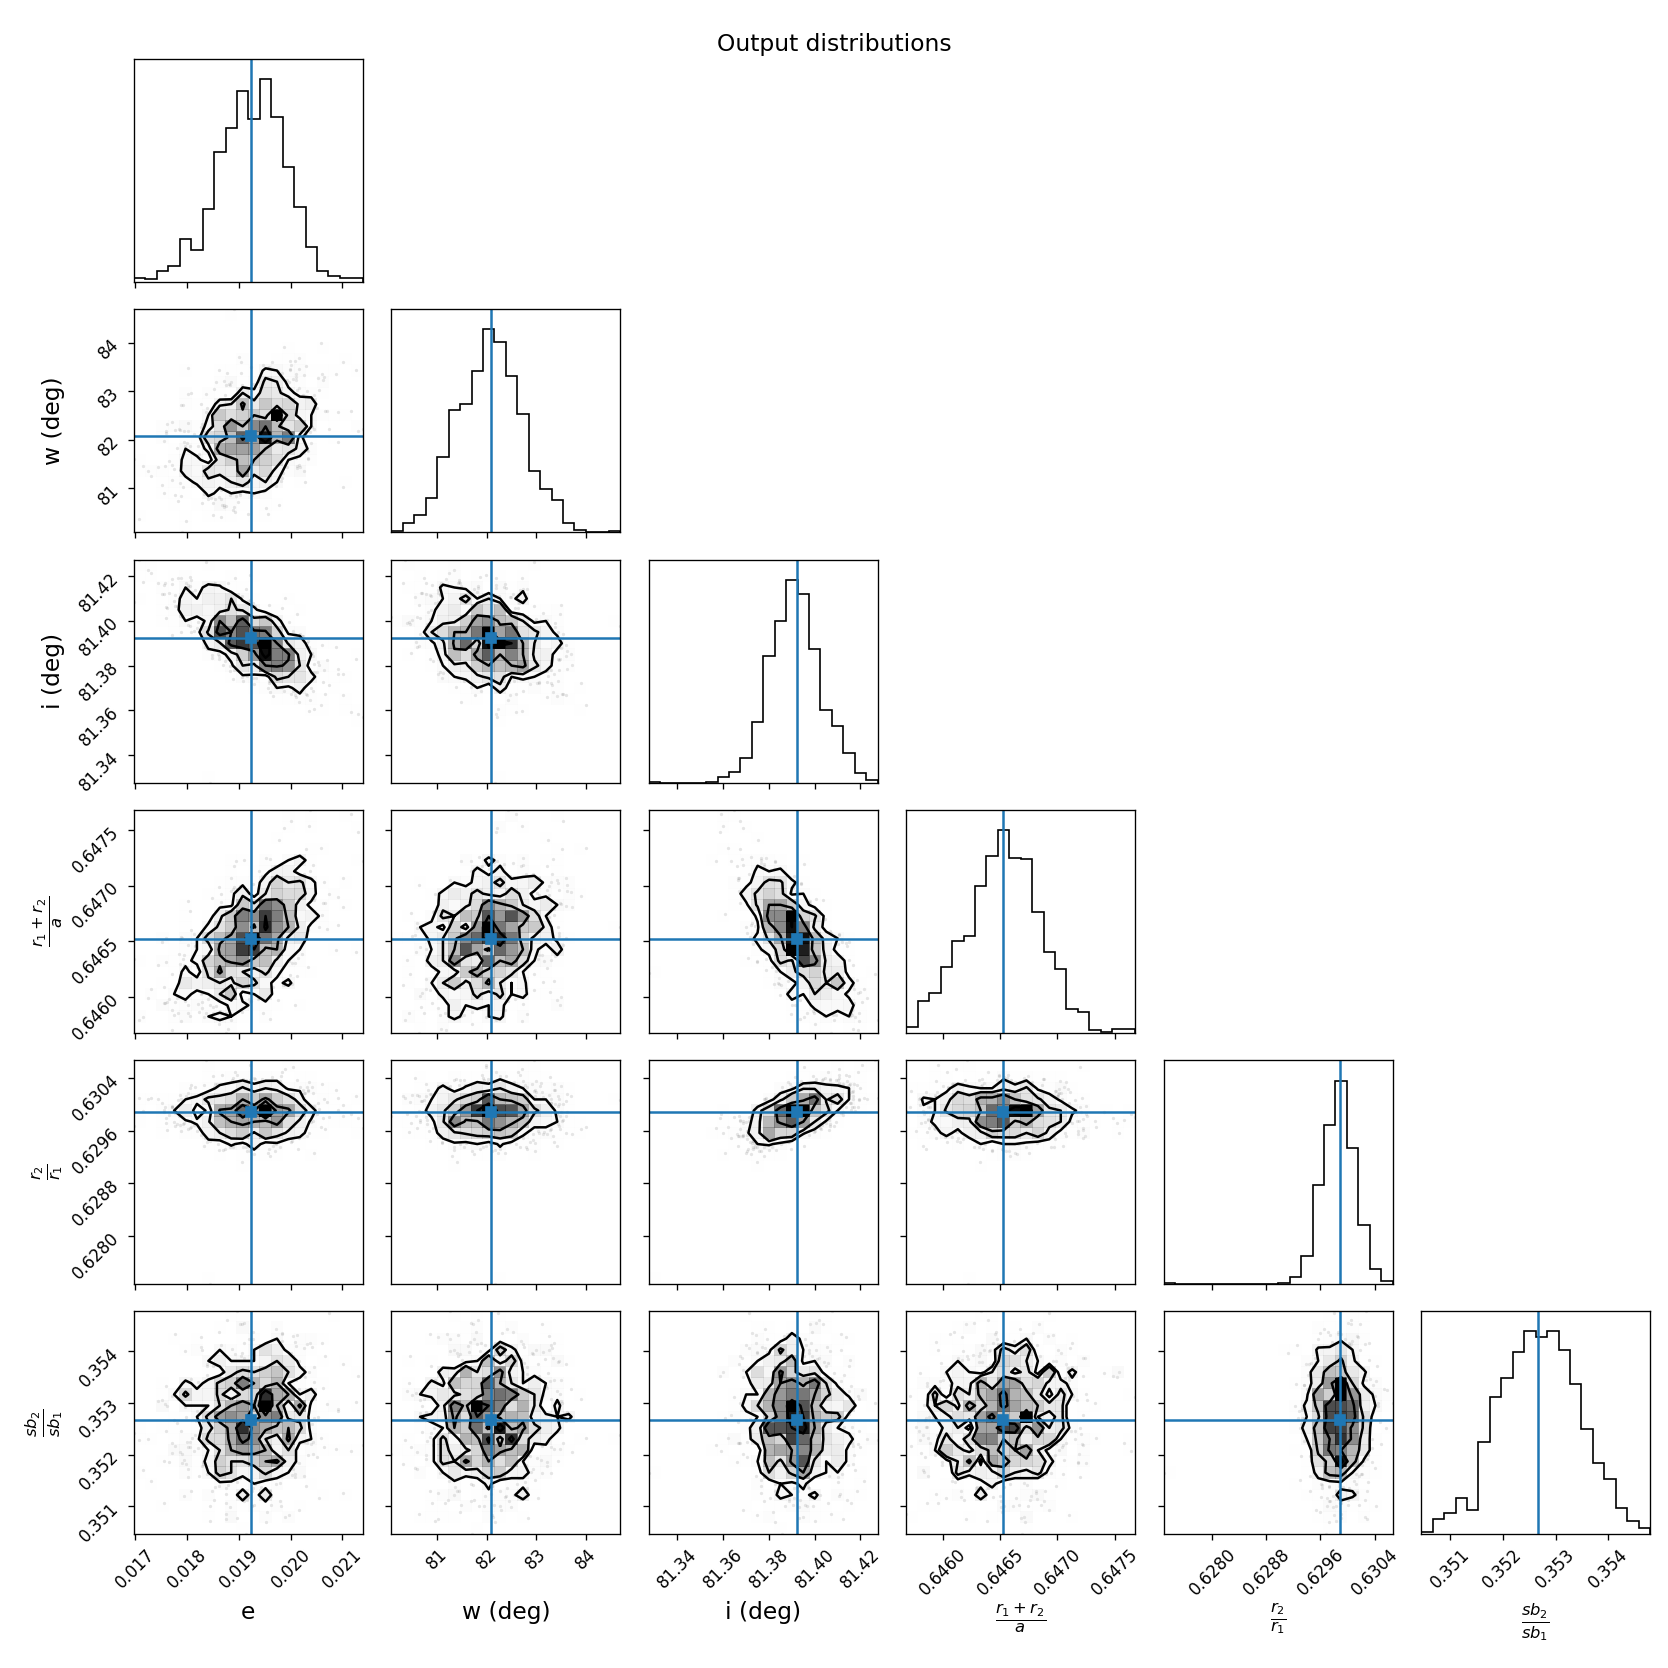 Output distributions
w (deg)
84
83
82
81
i (deg)
81.42
81.40
81.38
81.36
81.34
r₁ + r₂
a
0.6475
0.6470
0.6465
0.6460
r₂
r₁
0.6304
0.6296
0.6288
0.6280
sb₂
sb₁
0.354
0.353
0.352
0.351
0.017 0.018 0.019 0.020 0.021 81 82 83 84 81.34 81.36 81.38 81.40 81.42 0.6460 0.6465 0.6470 0.6475 0.6280 0.6288 0.6296 0.6304 0.351 0.352 0.353 0.354
e w (deg) i (deg) r₁ + r₂ r₂ sb₂
a r₁ sb₁